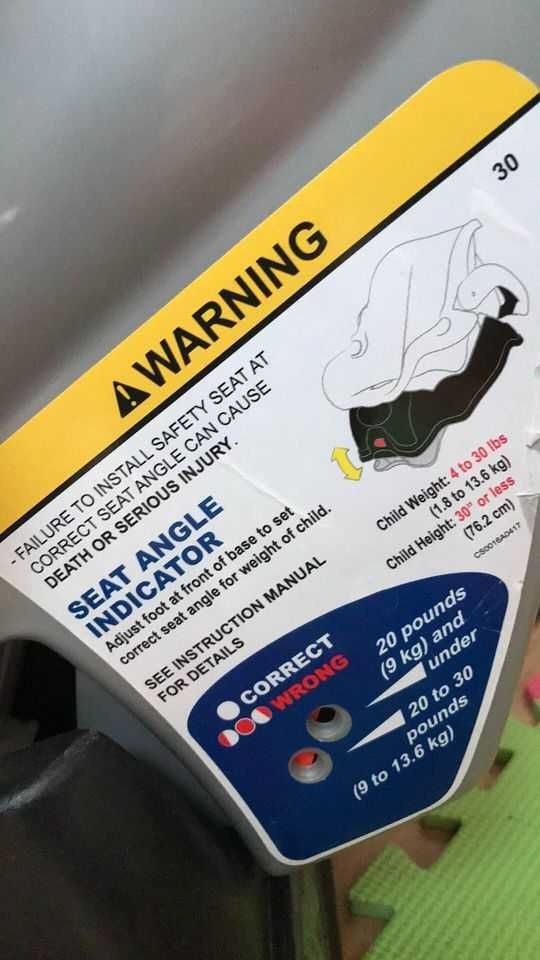 30
WARNING
- FAILURE TO INSTALL SAFETY SEAT AT
CORRECT SEAT ANGLE CAN CAUSE
DEATH OR SERIOUS INJURY.
SEAT ANGLE
INDICATOR
Adjust foot at front of base to set
correct seat angle for weight of child.
SEE INSTRUCTION MANUAL
FOR DETAILS
Child Weight: 4 to 30 lbs
(1.8 to 13.6 kg)
Child Height: 30" or less
(76.2 cm)
CS0016A0417
CORRECT
WRONG
20 pounds
(9 kg) and
under
20 to 30
pounds
(9 to 13.6 kg)